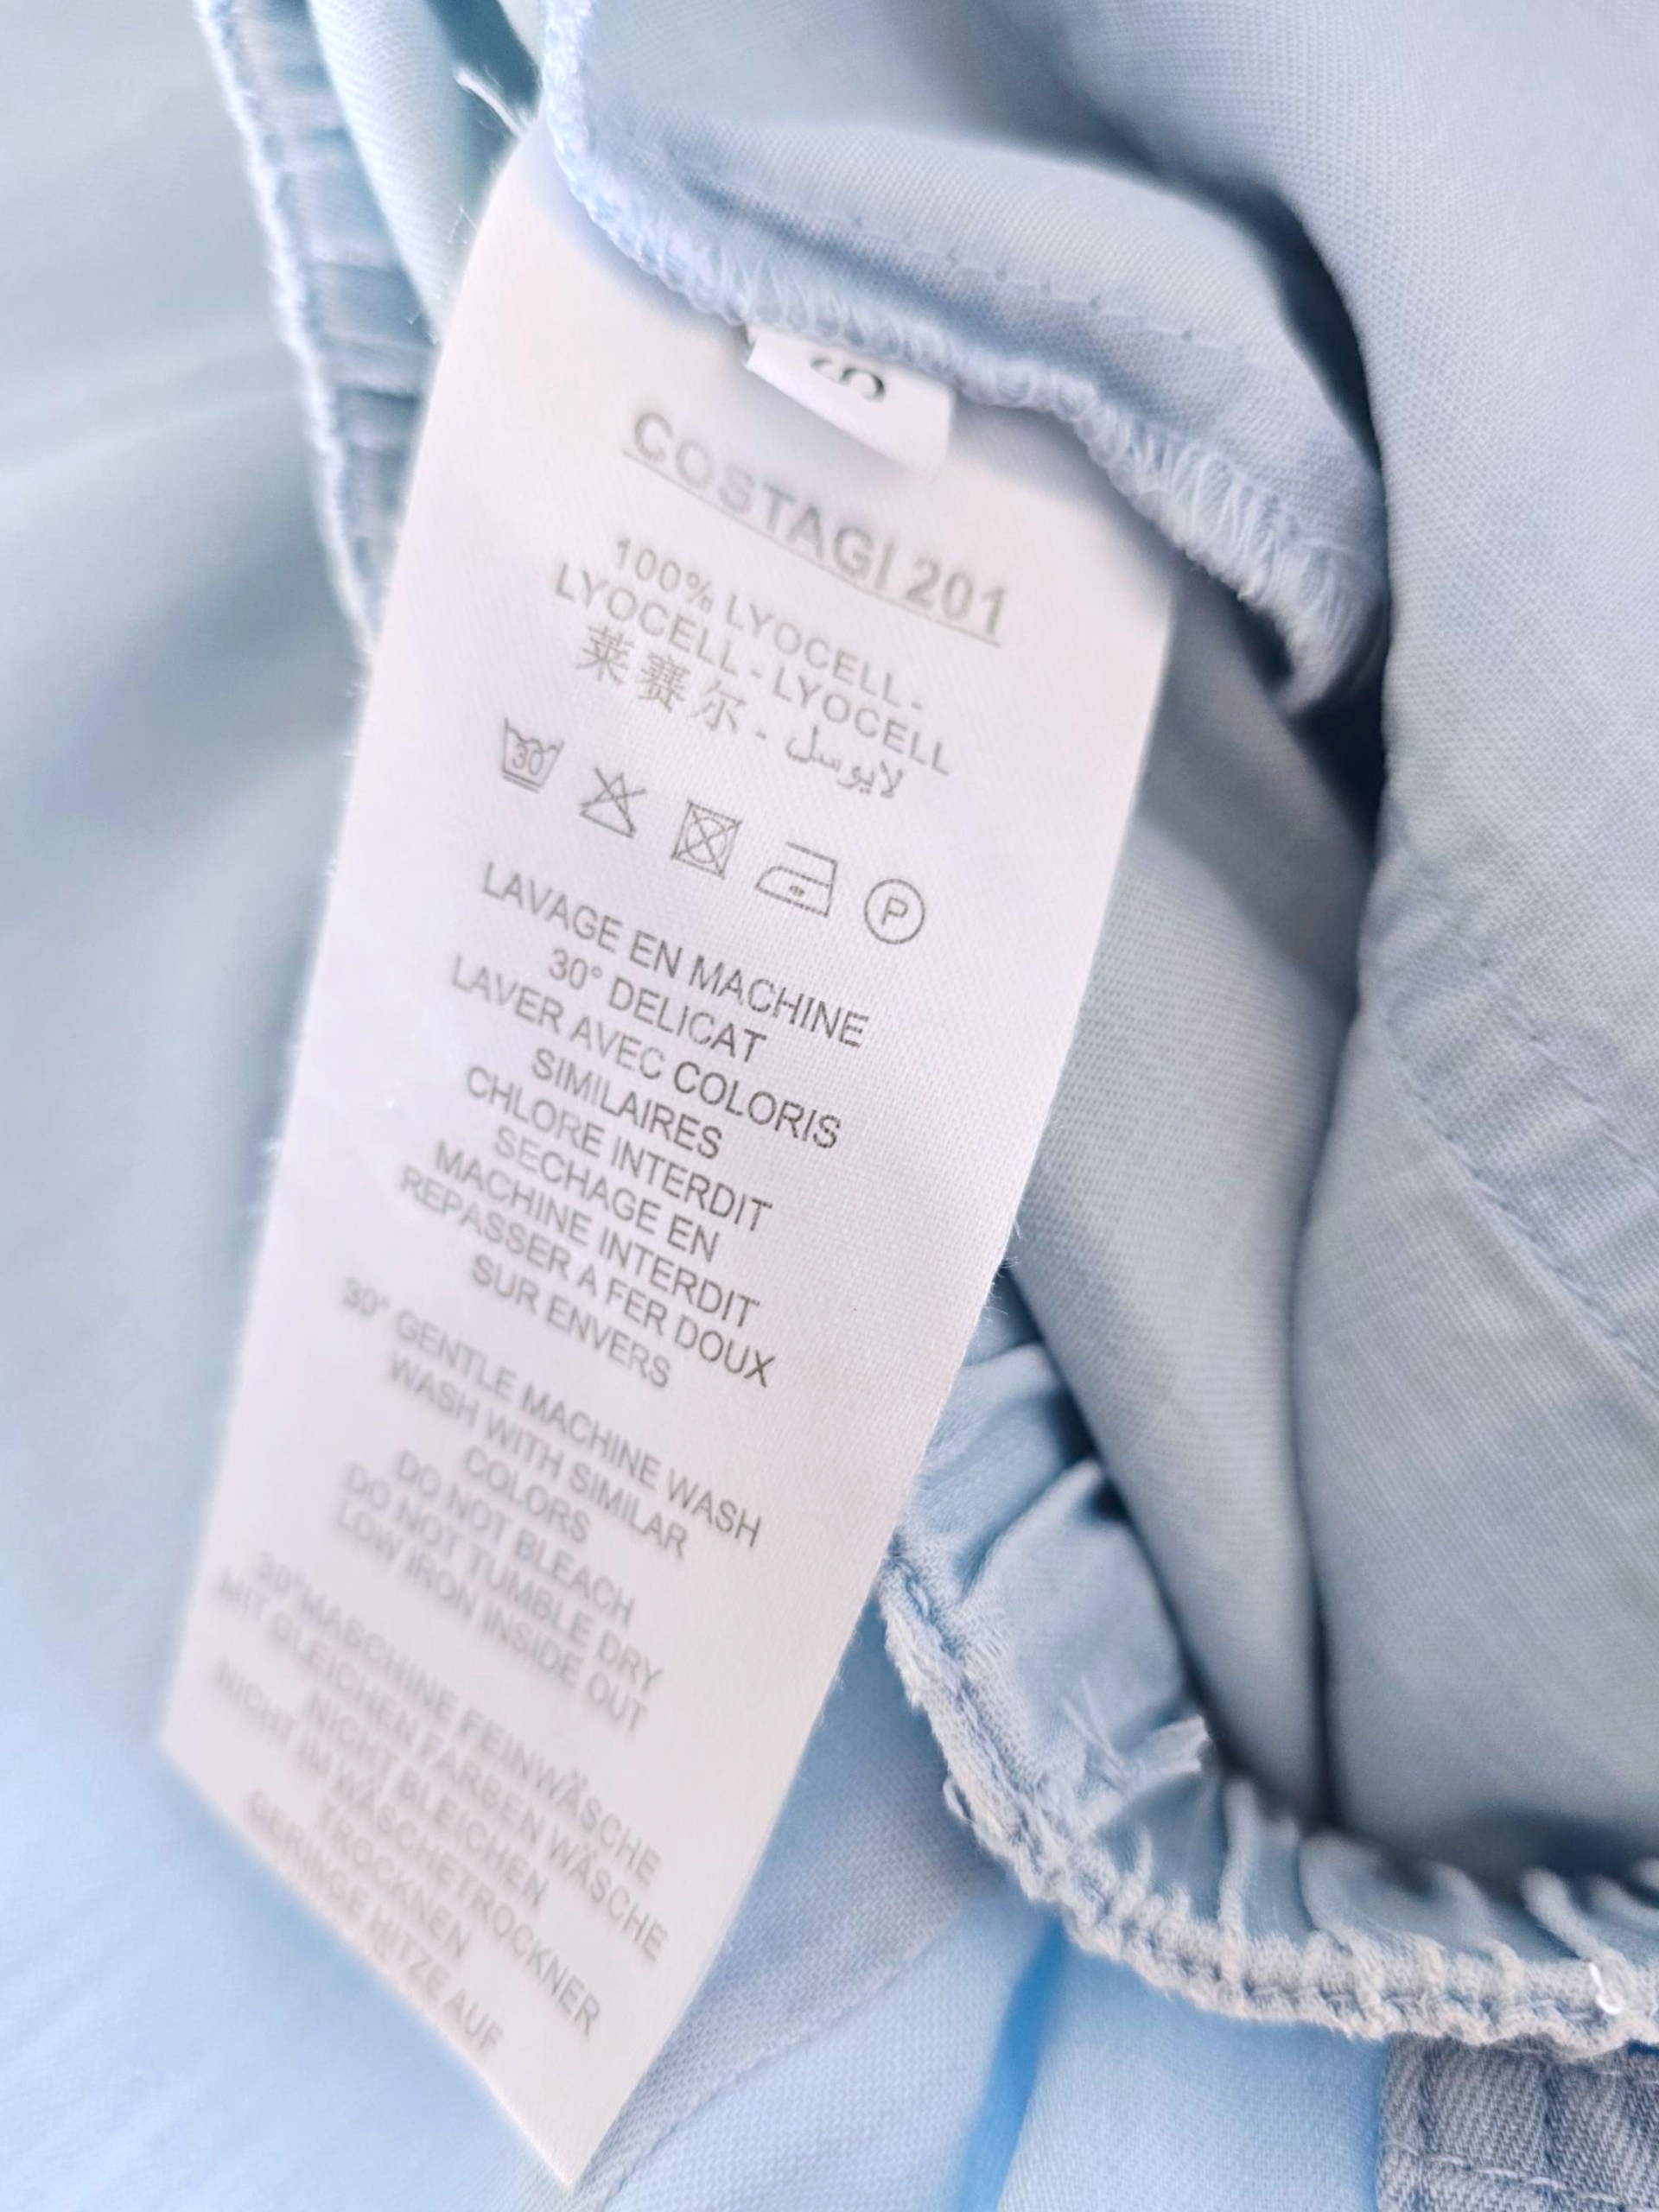 S
COSTAGI 201
100% LYOCELL -
LYOCELL - LYOCELL
莱赛尔 - لايوسل
30
P
LAVAGE EN MACHINE
30° DELICAT
LAVER AVEC COLORIS
SIMILAIRES
CHLORE INTERDIT
SECHAGE EN
MACHINE INTERDIT
REPASSER A FER DOUX
SUR ENVERS
30° GENTLE MACHINE WASH
WASH WITH SIMILAR
COLORS
DO NOT BLEACH
DO NOT TUMBLE DRY
LOW IRON INSIDE OUT
30°MASCHINE FEINWÄSCHE
MIT GLEICHEN FARBEN WÄSCHE
NICHT BLEICHEN
NICHT IM WÄSCHETROCKNER
TROCKNEN
GERINGE HITZE AUF